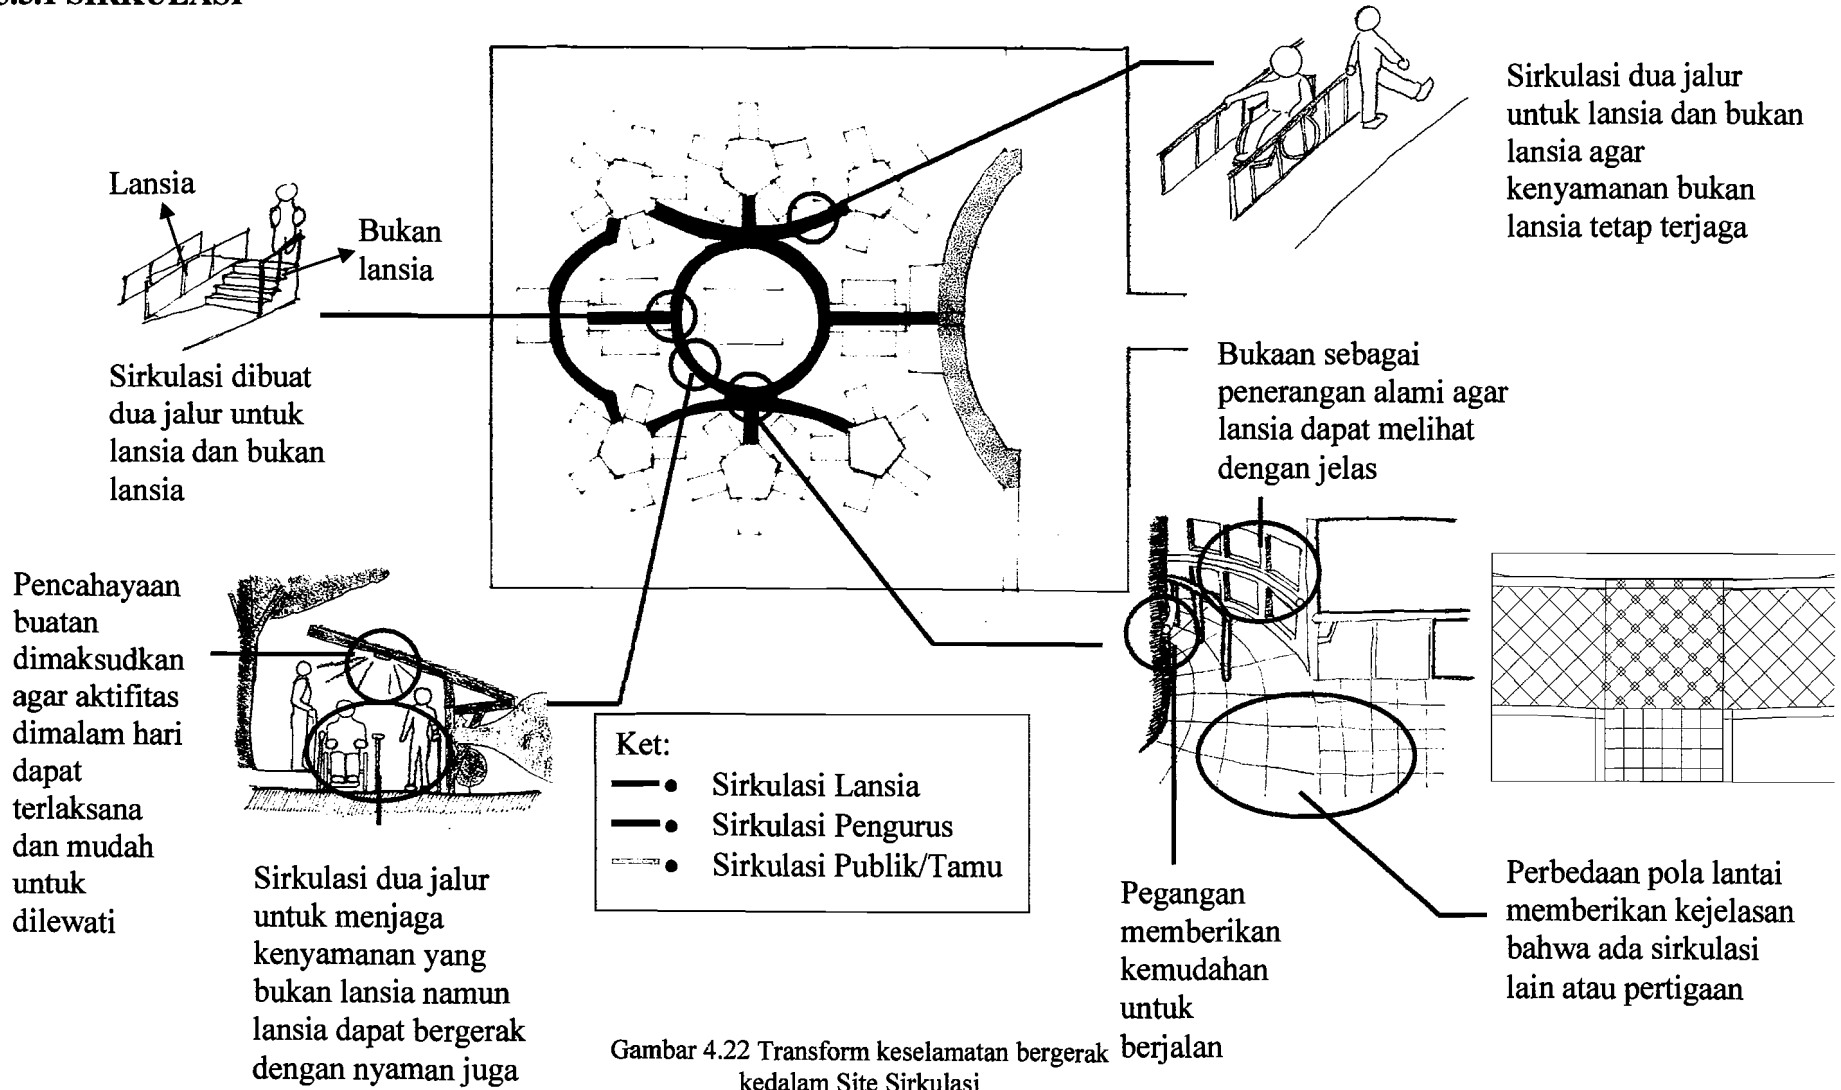 SIRKULASI
Sirkulasi dua jalur
untuk lansia dan bukan
lansia agar
kenyamanan bukan
lansia tetap terjaga
Lansia
Bukan
lansia
Sirkulasi dibuat
dua jalur untuk
lansia dan bukan
lansia
Bukaan sebagai
penerangan alami agar
lansia dapat melihat
dengan jelas
Pencahayaan
buatan
dimaksudkan
agar aktifitas
dimalam hari
dapat
terlaksana
dan mudah
untuk
dilewati
Ket:
Sirkulasi Lansia
Sirkulasi Pengurus
Sirkulasi Publik/Tamu
Sirkulasi dua jalur
untuk menjaga
kenyamanan yang
bukan lansia namun
lansia dapat bergerak
dengan nyaman juga
Pegangan
memberikan
kemudahan
untuk
berjalan
Perbedaan pola lantai
memberikan kejelasan
bahwa ada sirkulasi
lain atau pertigaan
Gambar 4.22 Transform keselamatan bergerak
kedalam Site Sirkulasi